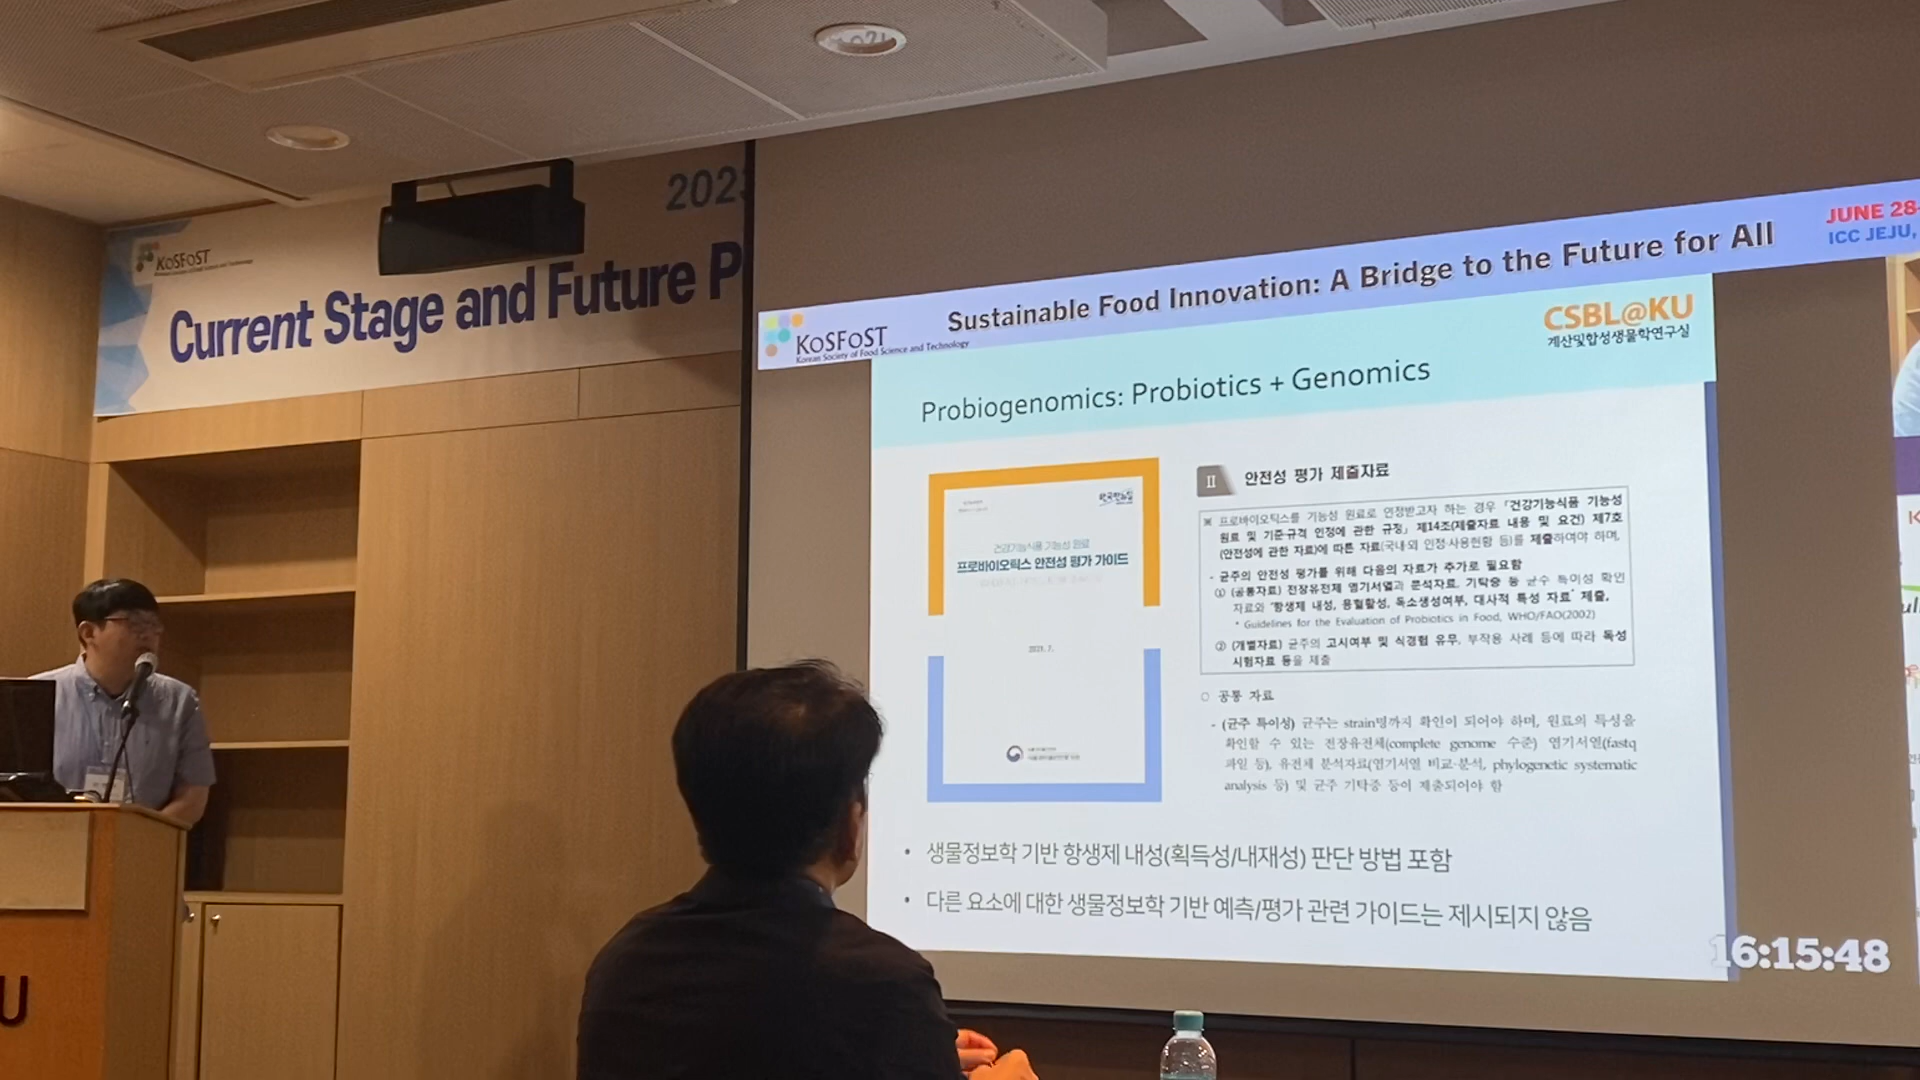 2023
KoSFoST
Current Stage and Future P
JUNE 28-
ICC JEJU,
Sustainable Food Innovation: A Bridge to the Future for All
KoSFoST
Korean Society of Food Science and Technology
CSBL@KU
계산및합성생물학연구실
Probiogenomics: Probiotics + Genomics
건강기능식품 기능성 원료
프로바이오틱스 안전성 평가 가이드
2021. 7.
Ⅱ 안전성 평가 제출자료
※ 프로바이오틱스를 기능성 원료로 인정받고자 하는 경우 「건강기능식품 기능성
원료 및 기준·규격 인정에 관한 규정」 제14조(제출자료 내용 및 요건) 제7호
(안전성에 관한 자료)에 따른 자료(국내·외 인정·사용현황 등)를 제출하여야 하며,
- 균주의 안전성 평가를 위해 다음의 자료가 추가로 필요함
① (공통자료) 전장유전체 염기서열과 분석자료, 기탁증 등 균주 특이성 확인
자료와 '항생제 내성, 용혈활성, 독소생성여부, 대사적 특성 자료* 제출,
* Guidelines for the Evaluation of Probiotics in Food, WHO/FAO(2002)
② (개별자료) 균주의 고시여부 및 식경험 유무, 부작용 사례 등에 따라 독성
시험자료 등을 제출
○ 공통 자료
- (균주 특이성) 균주는 strain명까지 확인이 되어야 하며, 원료의 특성을
확인할 수 있는 전장유전체(complete genome 수준) 염기서열(fastq
파일 등), 유전체 분석자료(염기서열 비교·분석, phylogenetic systematic
analysis 등) 및 균주 기탁증 등이 제출되어야 함
• 생물정보학 기반 항생제 내성(획득성/내재성) 판단 방법 포함
• 다른 요소에 대한 생물정보학 기반 예측/평가 관련 가이드는 제시되지 않음
16:15:48
U